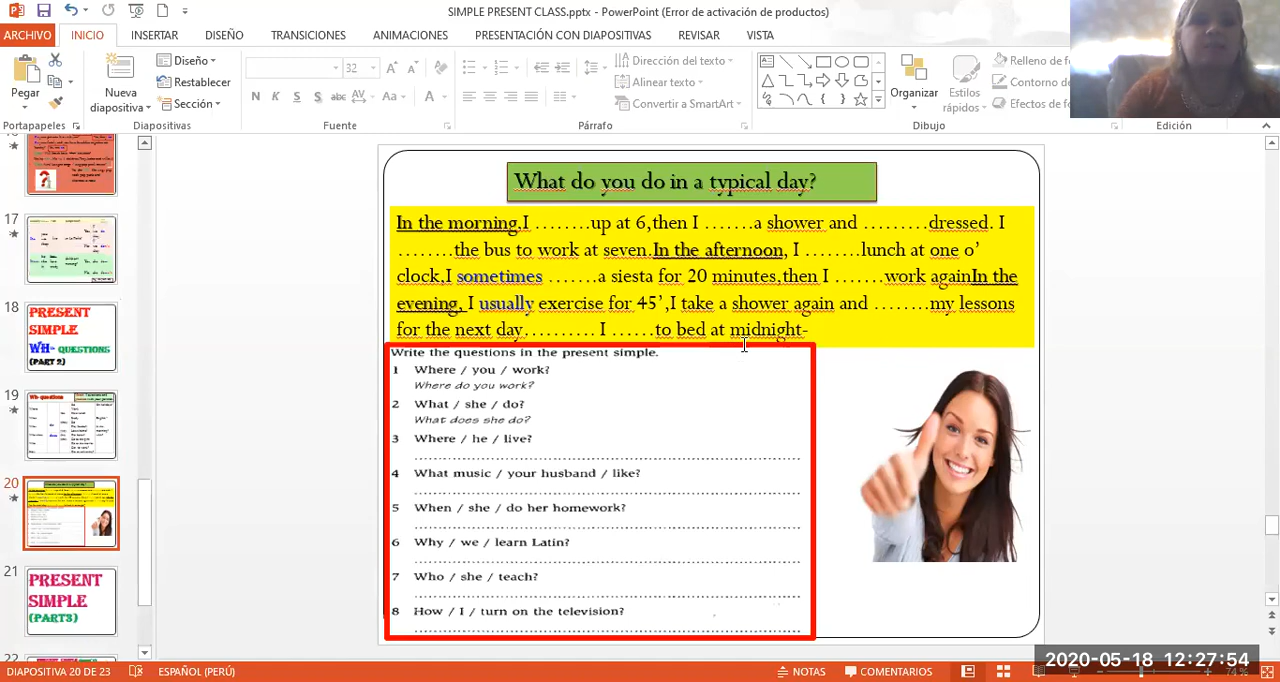 SIMPLE PRESENT CLASS.pptx - PowerPoint (Error de activación de productos)
ARCHIVO INICIO INSERTAR DISEÑO TRANSICIONES ANIMACIONES PRESENTACIÓN CON DIAPOSITIVAS REVISAR VISTA
Pegar
Nueva diapositiva
Diseño
Restablecer
Sección
32
N K S S abc AV Aa A
Dirección del texto
Alinear texto
Convertir a SmartArt
Organizar
Estilos rápidos
Relleno de
Contorno de
Efectos de
Portapapeles Diapositivas Fuente Párrafo Dibujo Edición
17
18
PRESENT
SIMPLE
WH- QUESTIONS
(PART 2)
19
20
21
PRESENT
SIMPLE
(PART3)
22
What do you do in a typical day?
In the morning,I ........up at 6,then I .......a shower and .........dressed. I
........the bus to work at seven.In the afternoon, I ........lunch at one o'
clock,I sometimes .......a siesta for 20 minutes,then I .......work againIn the
evening, I usually exercise for 45',I take a shower again and ........my lessons
for the next day.......... I ......to bed at midnight-
Write the questions in the present simple.
1 Where / you / work?
Where do you work?
2 What / she / do?
What does she do?
3 Where / he / live?
4 What music / your husband / like?
5 When / she / do her homework?
6 Why / we / learn Latin?
7 Who / she / teach?
8 How / I / turn on the television?
DIAPOSITIVA 20 DE 23 ESPAÑOL (PERÚ) NOTAS COMENTARIOS 74 %
2020-05-18 12:27:54